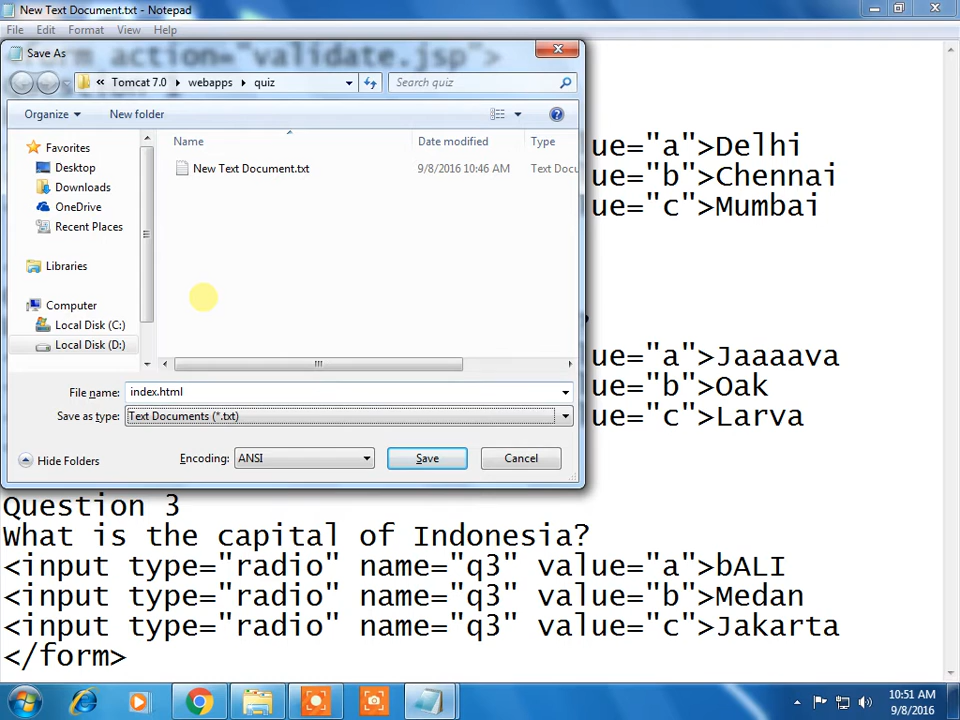 New Text Document.txt - Notepad
File Edit Format View Help
form action="validate.jsp">
Save As
« Tomcat 7.0 webapps quiz
Search quiz
Organize New folder
Name Date modified Type
New Text Document.txt 9/8/2016 10:46 AM Text Docu
Favorites
Desktop
Downloads
OneDrive
Recent Places
Libraries
Computer
Local Disk (C:)
Local Disk (D:)
File name: index.html
Save as type: Text Documents (*.txt)
Hide Folders Encoding: ANSI Save Cancel
ue="a">Delhi
ue="b">Chennai
ue="c">Mumbai
ue="a">Jaaaava
ue="b">Oak
ue="c">Larva
Question 3
What is the capital of Indonesia?
<input type="radio" name="q3" value="a">bALI
<input type="radio" name="q3" value="b">Medan
<input type="radio" name="q3" value="c">Jakarta
</form>
10:51 AM
9/8/2016